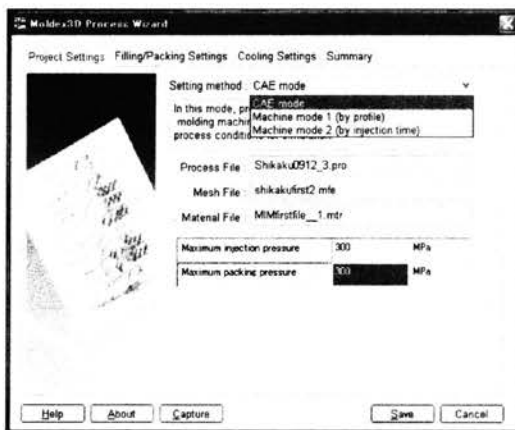 Moldex3D Process Wizard
Project Settings Filling/Packing Settings Cooling Settings Summary
Setting method : CAE mode
CAE mode
Machine mode 1 (by profile)
Machine mode 2 (by injection time)
In this mode, pr
molding machin
process conditi
Process File : Shikaku0912_3.pro
Mesh File : shikakufirst2.mfe
Material File : MIMfirstfile__1.mtr
Maximum injection pressure 300 MPa
Maximum packing pressure 300 MPa
Help About Capture Save Cancel